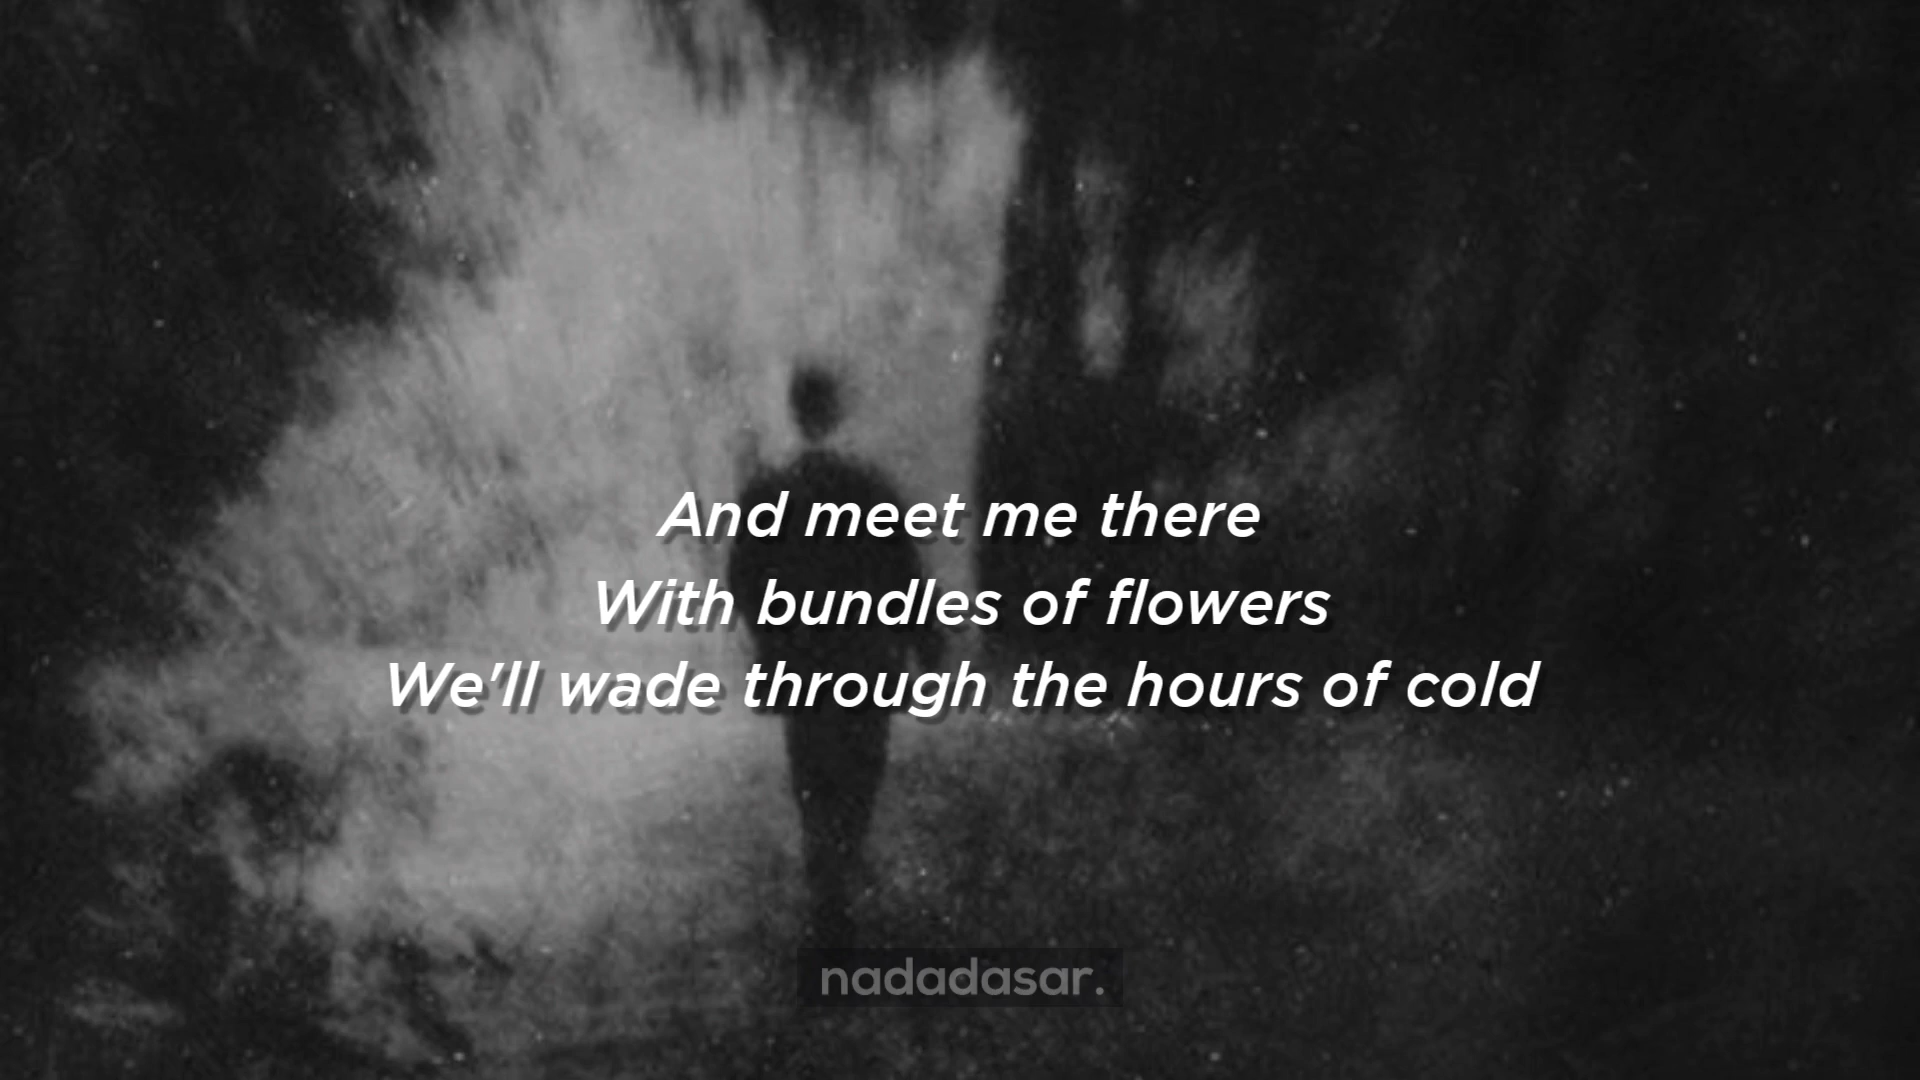 And meet me there
With bundles of flowers
We'll wade through the hours of cold
nadadasar.